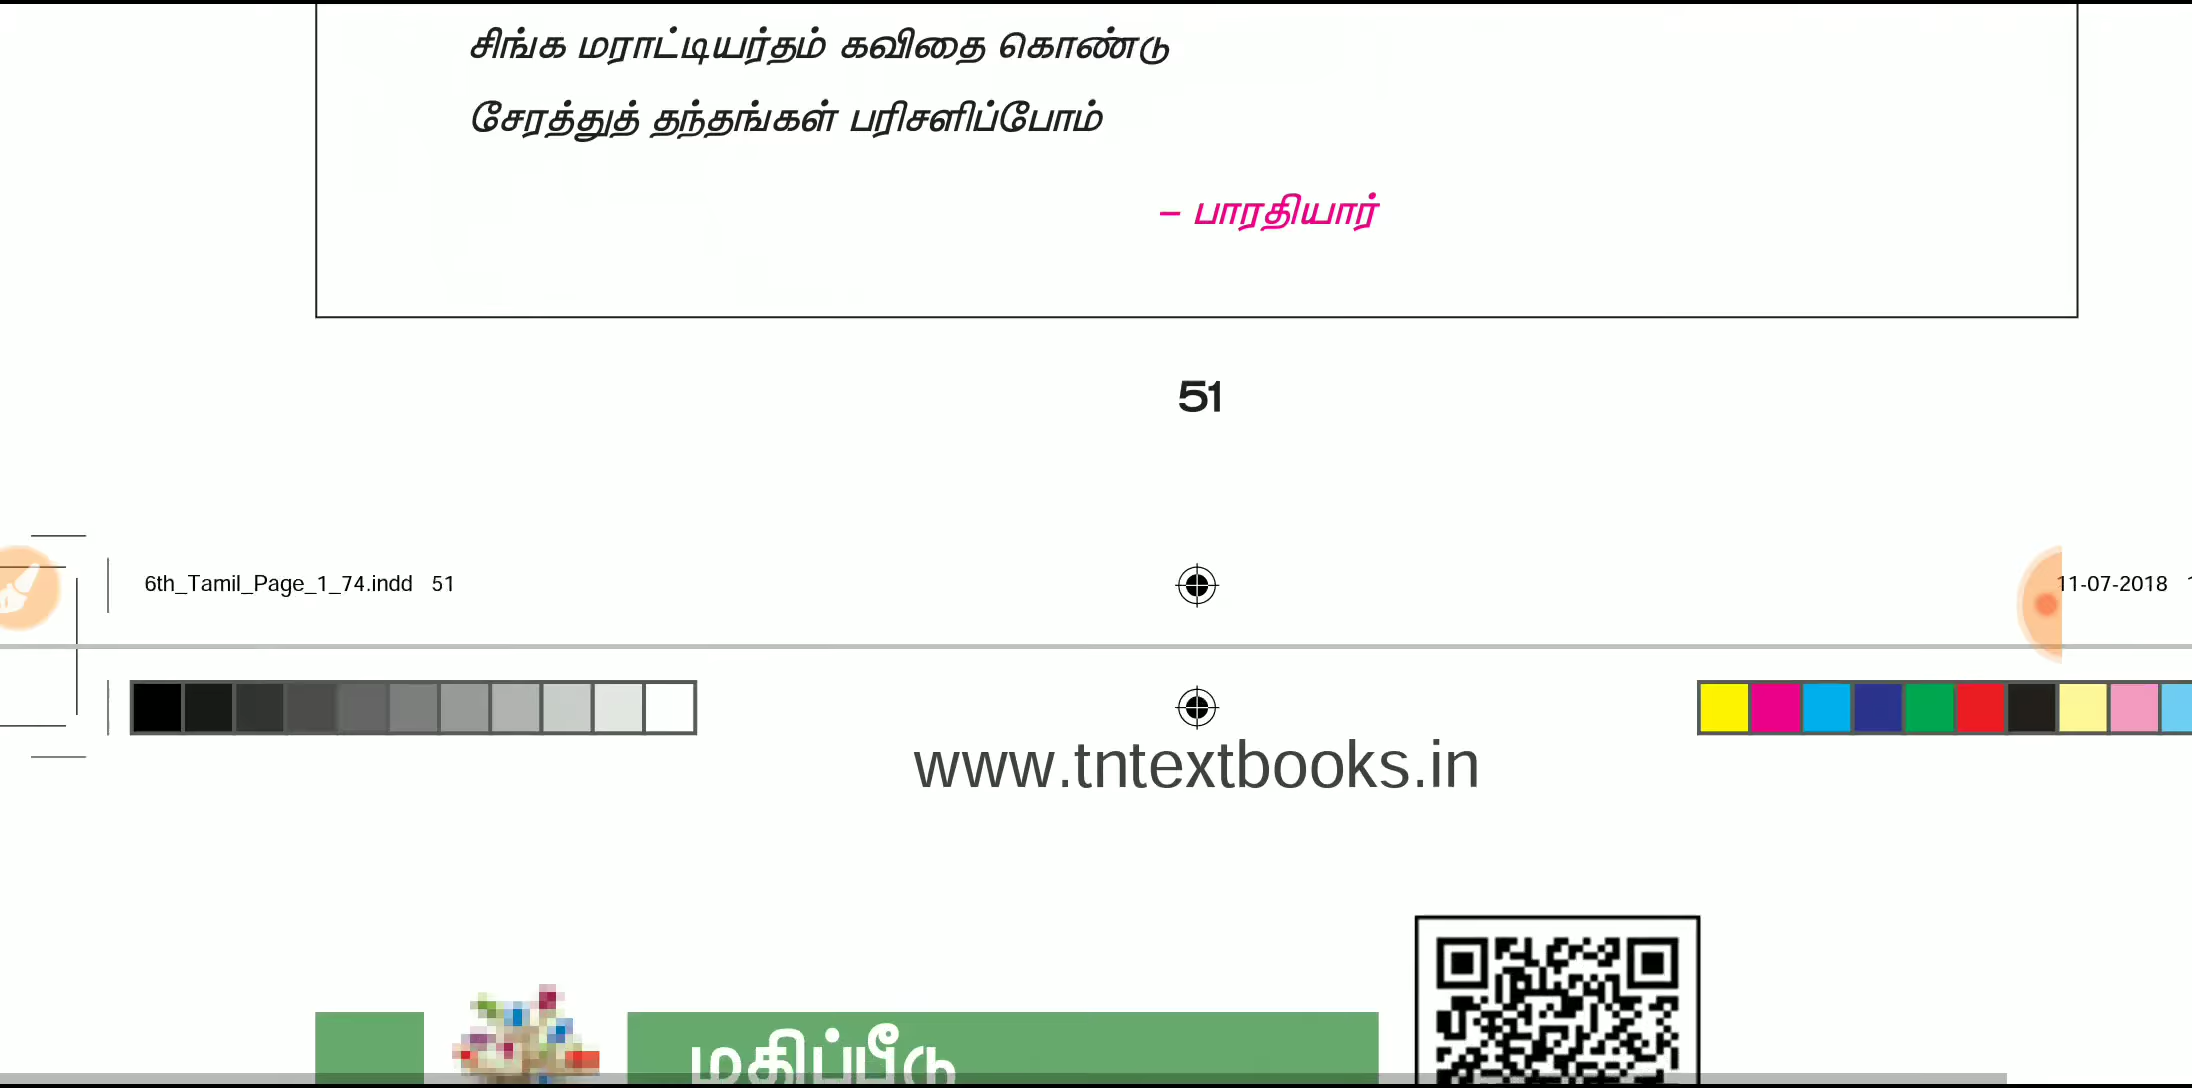 சிங்க மராட்டியர்தம் கவிதை கொண்டு
சேரத்துத் தந்தங்கள் பரிசளிப்போம்
– பாரதியார்
51
6th_Tamil_Page_1_74.indd 51
11-07-2018
www.tntextbooks.in
மதிப்பீடு